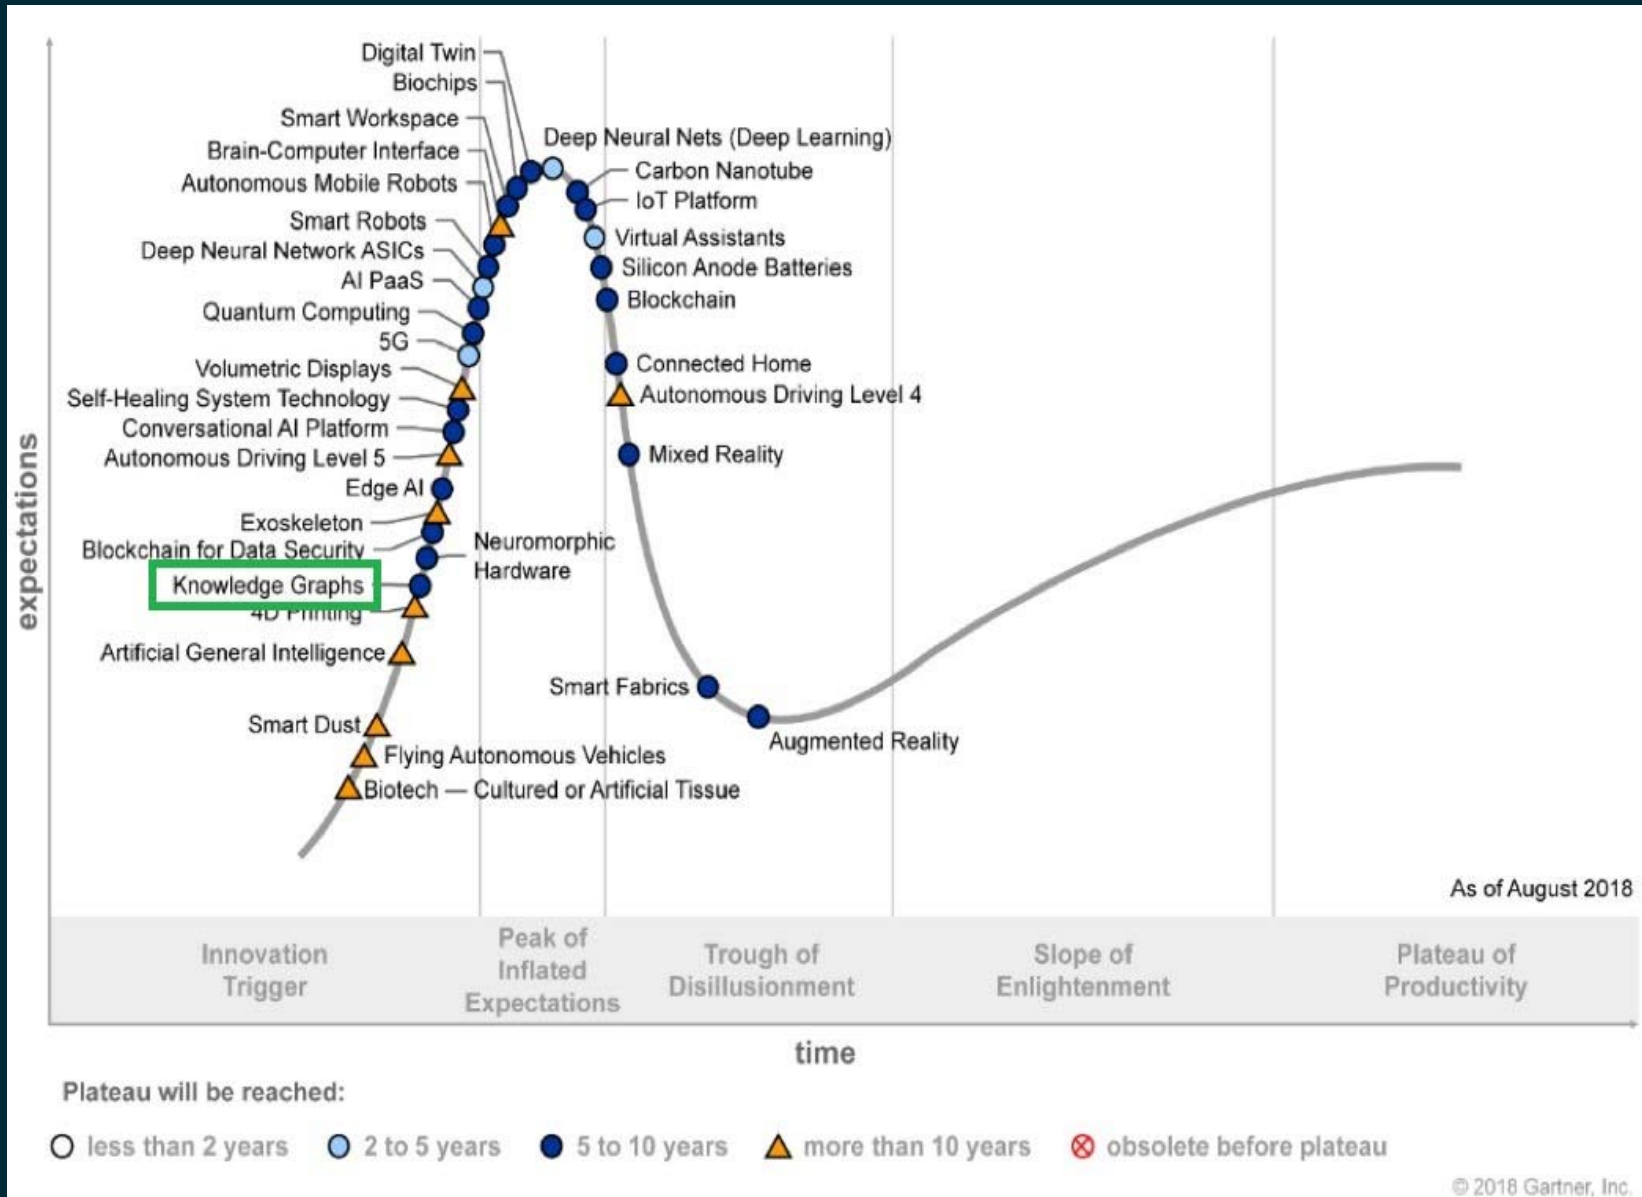 Digital Twin
Biochips
Smart Workspace
Brain-Computer Interface
Autonomous Mobile Robots
Smart Robots
Deep Neural Network ASICs
AI PaaS
Quantum Computing
5G
Volumetric Displays
Self-Healing System Technology
Conversational AI Platform
Autonomous Driving Level 5
Edge AI
Exoskeleton
Blockchain for Data Security
Neuromorphic
Hardware
Knowledge Graphs
4D Printing
Artificial General Intelligence
Smart Dust
Flying Autonomous Vehicles
Biotech — Cultured or Artificial Tissue
Deep Neural Nets (Deep Learning)
Carbon Nanotube
IoT Platform
Virtual Assistants
Silicon Anode Batteries
Blockchain
Connected Home
Autonomous Driving Level 4
Mixed Reality
Smart Fabrics
Augmented Reality
expectations
As of August 2018
Innovation
Trigger
Peak of
Inflated
Expectations
Trough of
Disillusionment
Slope of
Enlightenment
Plateau of
Productivity
time
Plateau will be reached:
less than 2 years
2 to 5 years
5 to 10 years
more than 10 years
obsolete before plateau
© 2018 Gartner, Inc.